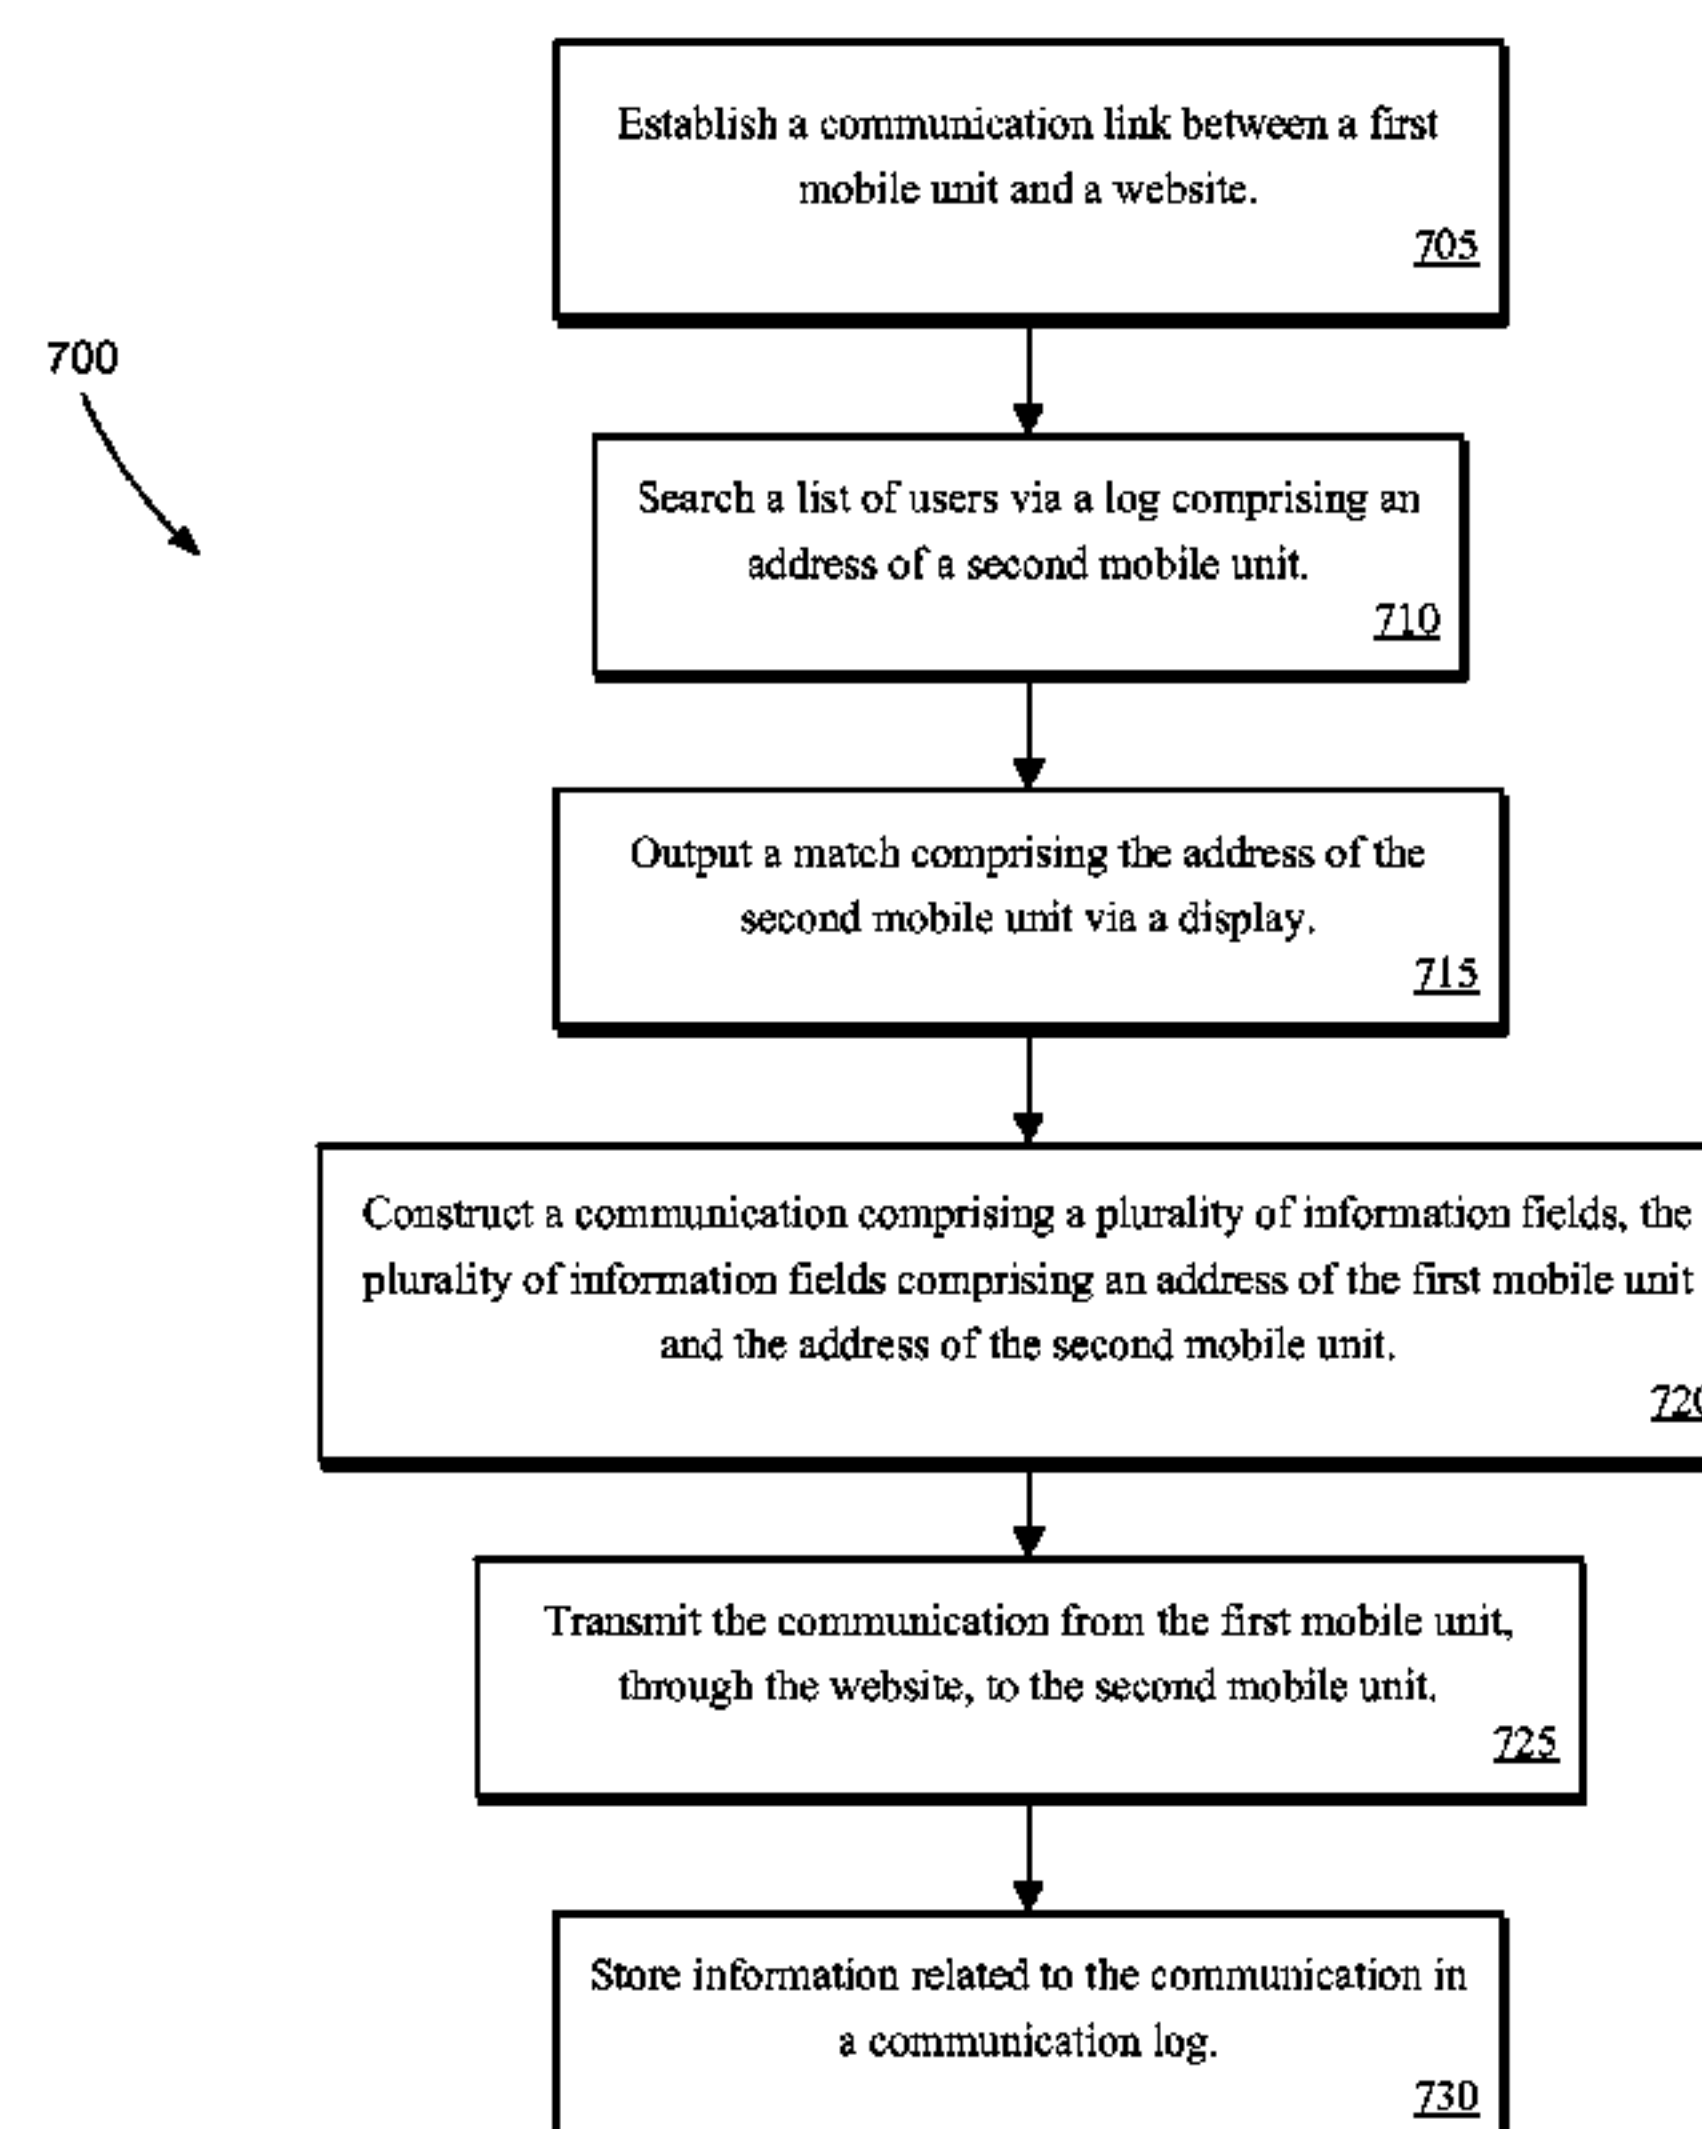 Establish a communication link between a first
mobile unit and a website.
705
700
Search a list of users via a log comprising an
address of a second mobile unit.
710
Output a match comprising the address of the
second mobile unit via a display.
715
Construct a communication comprising a plurality of information fields, the
plurality of information fields comprising an address of the first mobile unit
and the address of the second mobile unit.
720
Transmit the communication from the first mobile unit,
through the website, to the second mobile unit.
725
Store information related to the communication in
a communication log.
730